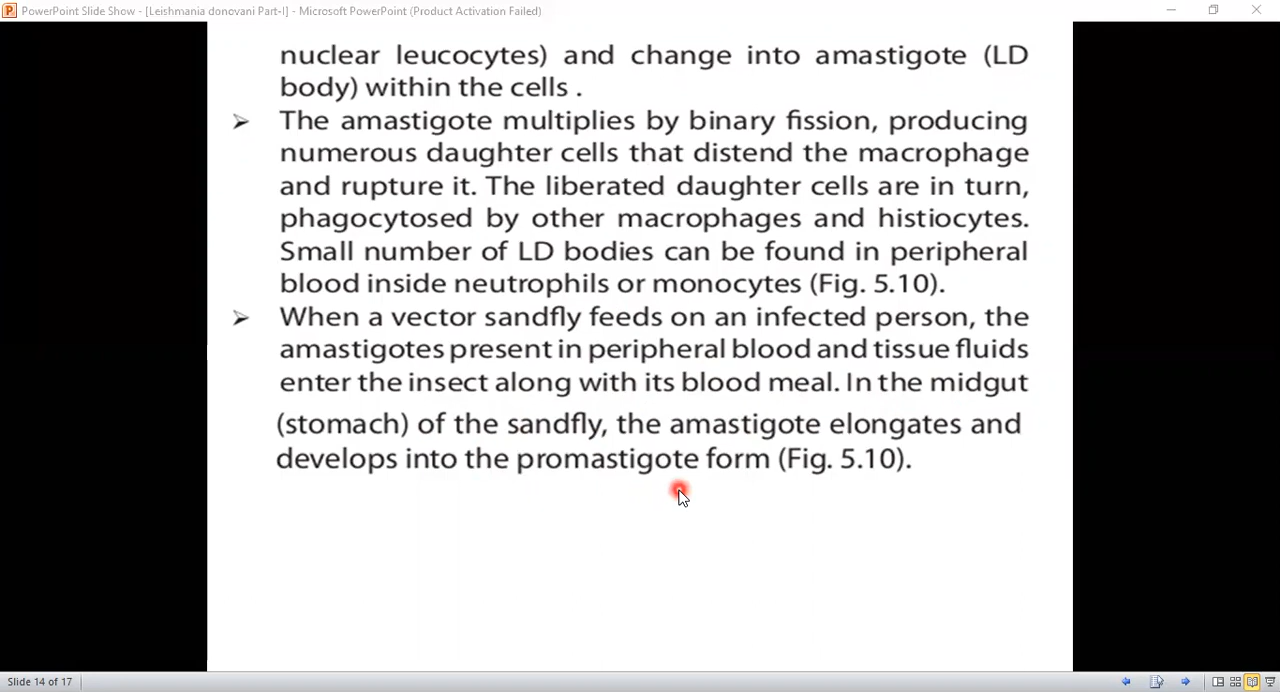 PowerPoint Slide Show - [Leishmania donovani Part-I] - Microsoft PowerPoint (Product Activation Failed)
nuclear leucocytes) and change into amastigote (LD
body) within the cells .
➢ The amastigote multiplies by binary fission, producing
numerous daughter cells that distend the macrophage
and rupture it. The liberated daughter cells are in turn,
phagocytosed by other macrophages and histiocytes.
Small number of LD bodies can be found in peripheral
blood inside neutrophils or monocytes (Fig. 5.10).
➢ When a vector sandfly feeds on an infected person, the
amastigotes present in peripheral blood and tissue fluids
enter the insect along with its blood meal. In the midgut
(stomach) of the sandfly, the amastigote elongates and
develops into the promastigote form (Fig. 5.10).
Slide 14 of 17